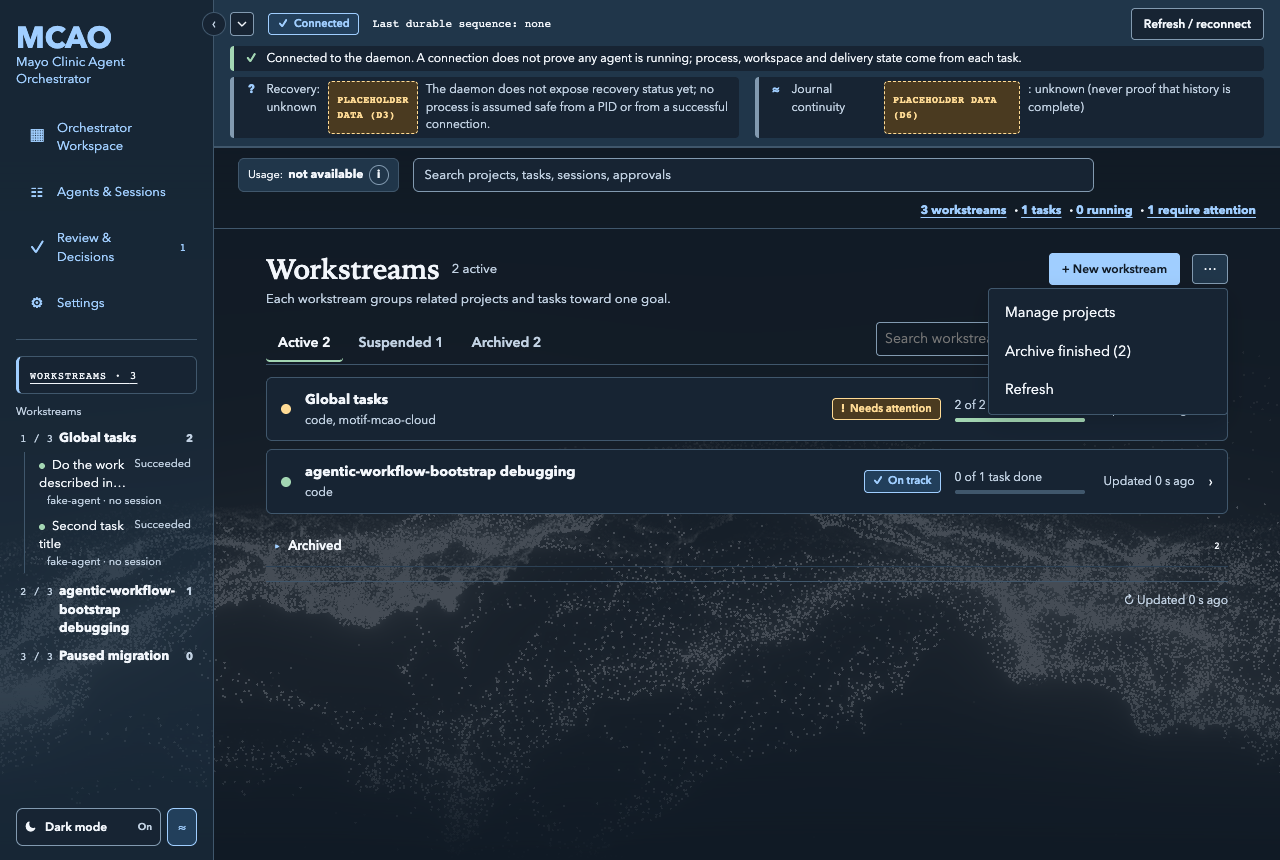 MCAO
Mayo Clinic Agent
Orchestrator
Orchestrator
Workspace
Agents & Sessions
Review &
Decisions
1
Settings
WORKSTREAMS · 3
Workstreams
1 / 3 Global tasks 2
Do the work Succeeded
described in…
fake-agent · no session
Second task Succeeded
title
fake-agent · no session
2 / 3 agentic-workflow- 1
bootstrap
debugging
3 / 3 Paused migration 0
Dark mode On
≈
‹
✓ Connected
Last durable sequence: none
Refresh / reconnect
✓ Connected to the daemon. A connection does not prove any agent is running; process, workspace and delivery state come from each task.
? Recovery:
unknown
PLACEHOLDER
DATA (D3)
The daemon does not expose recovery status yet; no
process is assumed safe from a PID or from a successful
connection.
≈ Journal
continuity
PLACEHOLDER DATA
(D6)
: unknown (never proof that history is
complete)
Usage: not available i
Search projects, tasks, sessions, approvals
3 workstreams · 1 tasks · 0 running · 1 require attention
Workstreams 2 active
Each workstream groups related projects and tasks toward one goal.
+ New workstream
···
Manage projects
Archive finished (2)
Refresh
Active 2 Suspended 1 Archived 2
Search workstrea
Global tasks
code, motif-mcao-cloud
! Needs attention
2 of 2
agentic-workflow-bootstrap debugging
code
✓ On track
0 of 1 task done
Updated 0 s ago ›
▸ Archived 2
↻ Updated 0 s ago